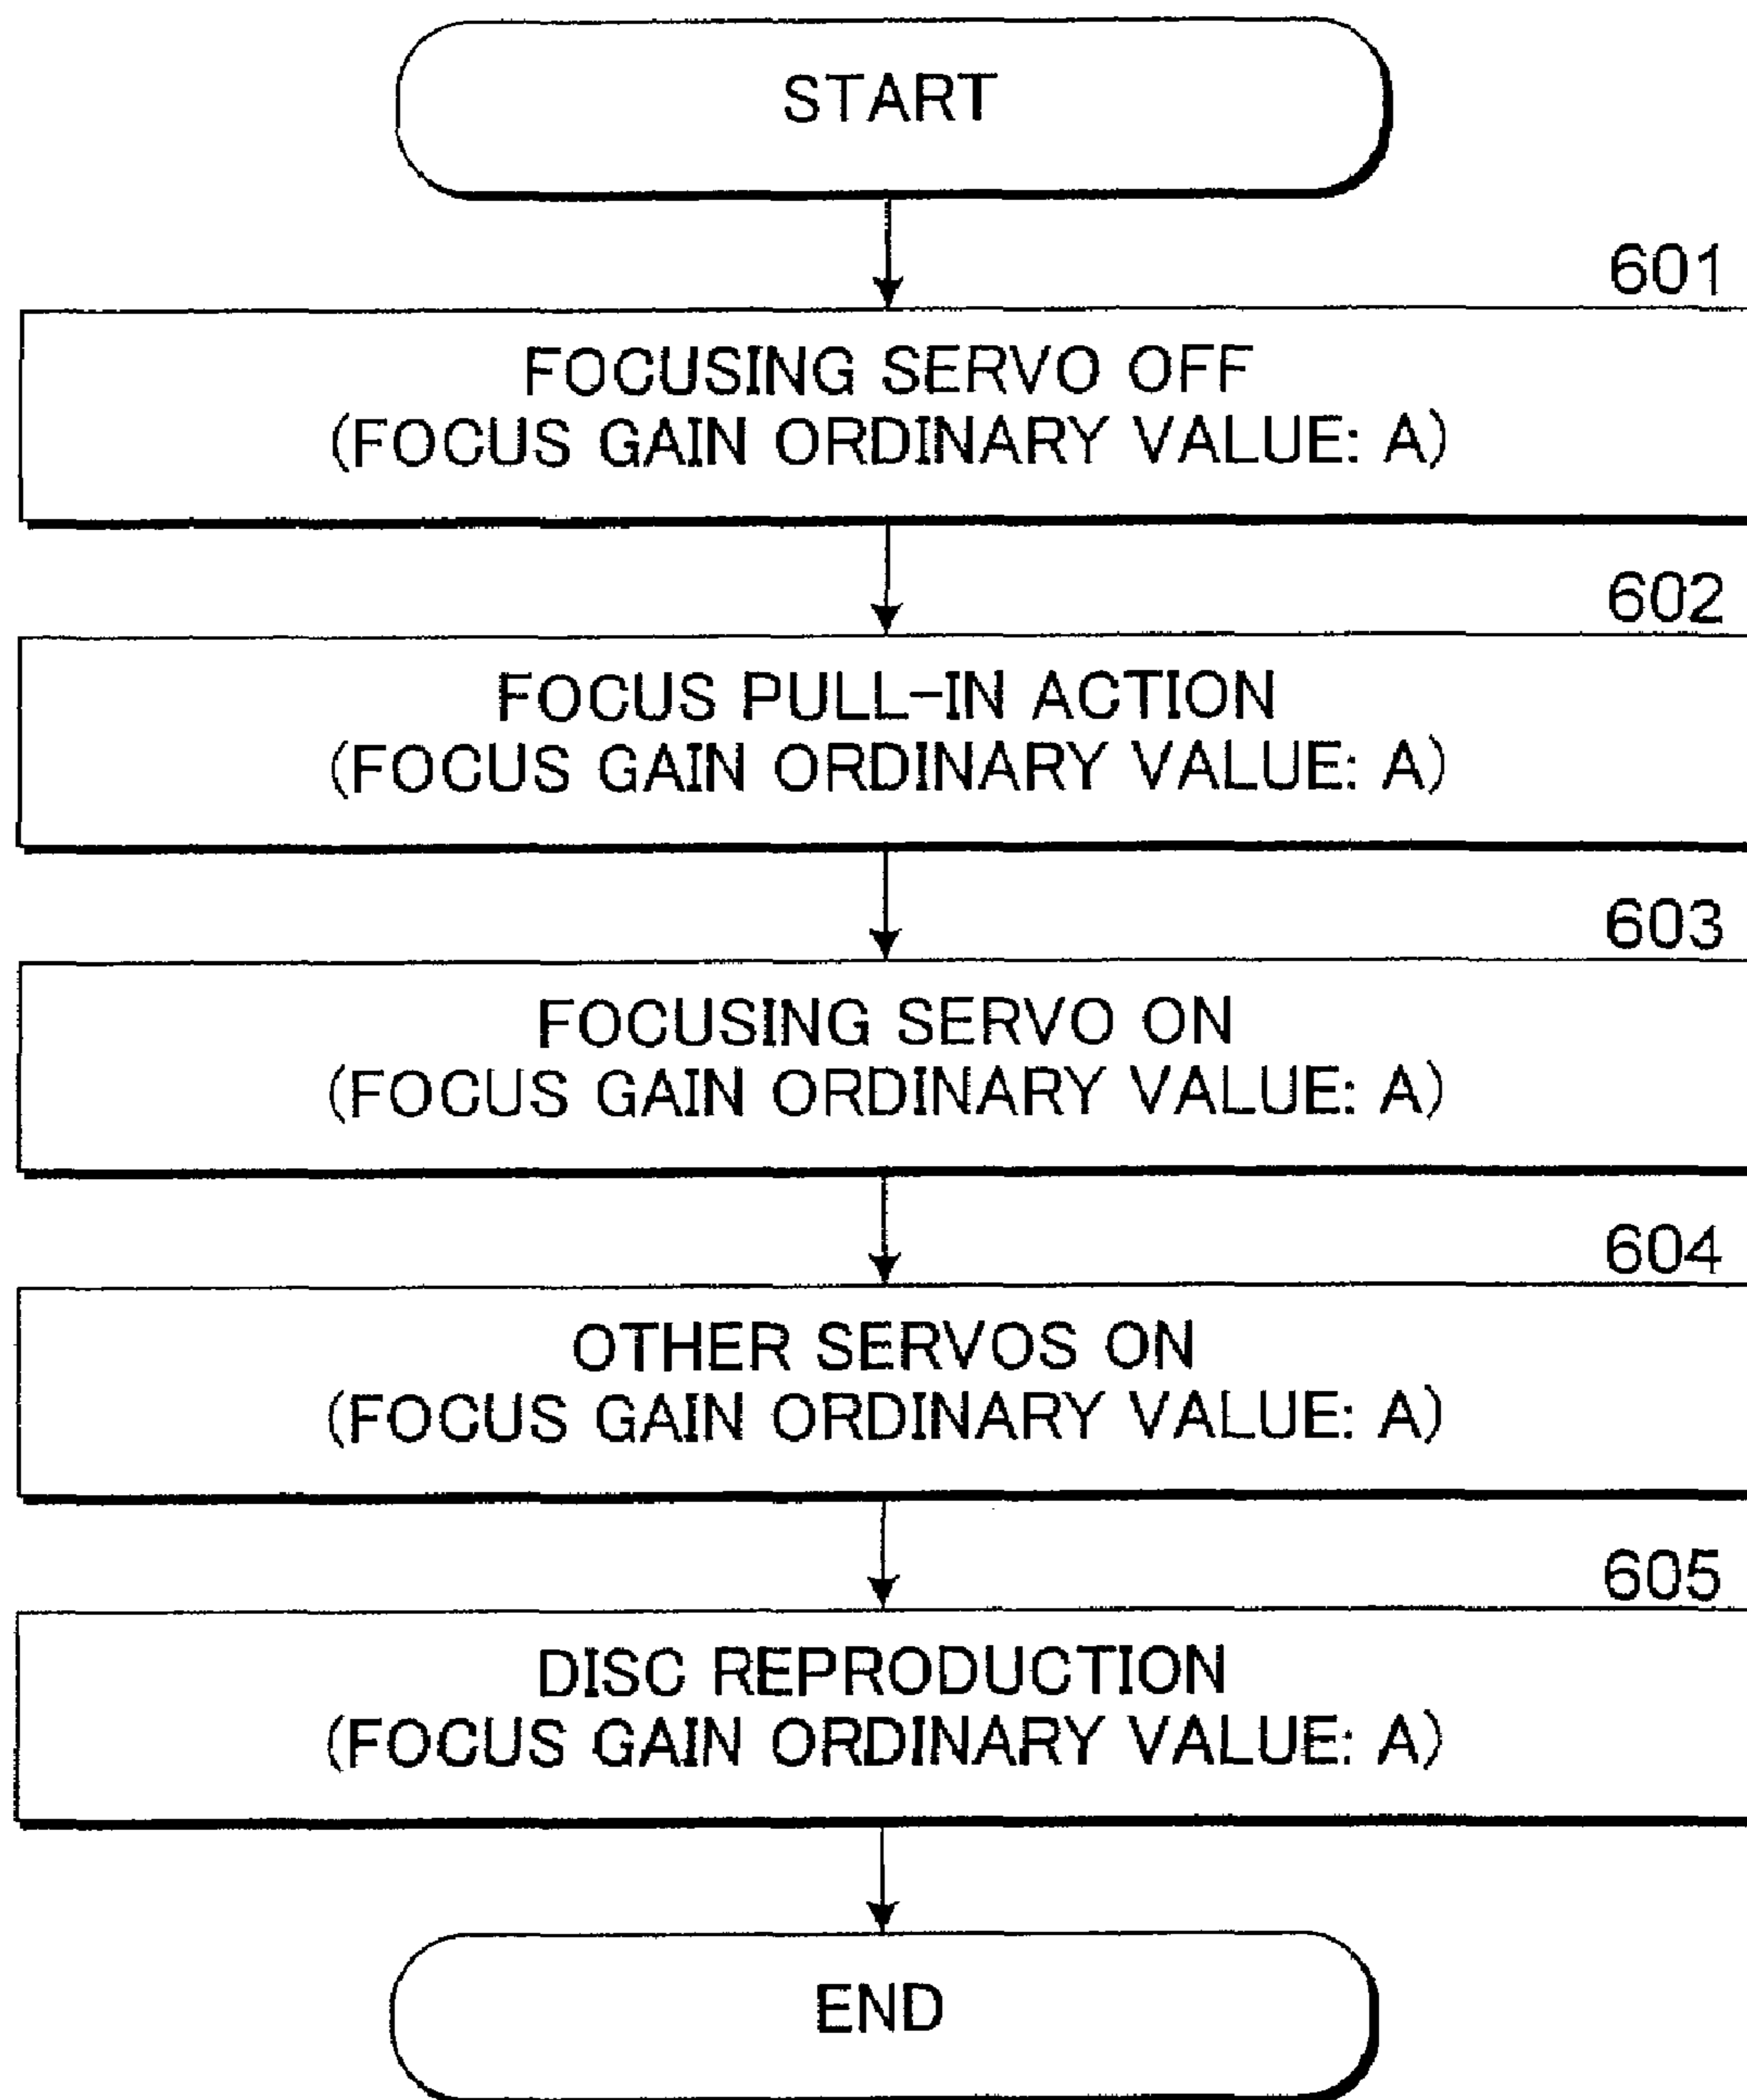 START
601
FOCUSING SERVO OFF
(FOCUS GAIN ORDINARY VALUE: A)
602
FOCUS PULL-IN ACTION
(FOCUS GAIN ORDINARY VALUE: A)
603
FOCUSING SERVO ON
(FOCUS GAIN ORDINARY VALUE: A)
604
OTHER SERVOS ON
(FOCUS GAIN ORDINARY VALUE: A)
605
DISC REPRODUCTION
(FOCUS GAIN ORDINARY VALUE: A)
END